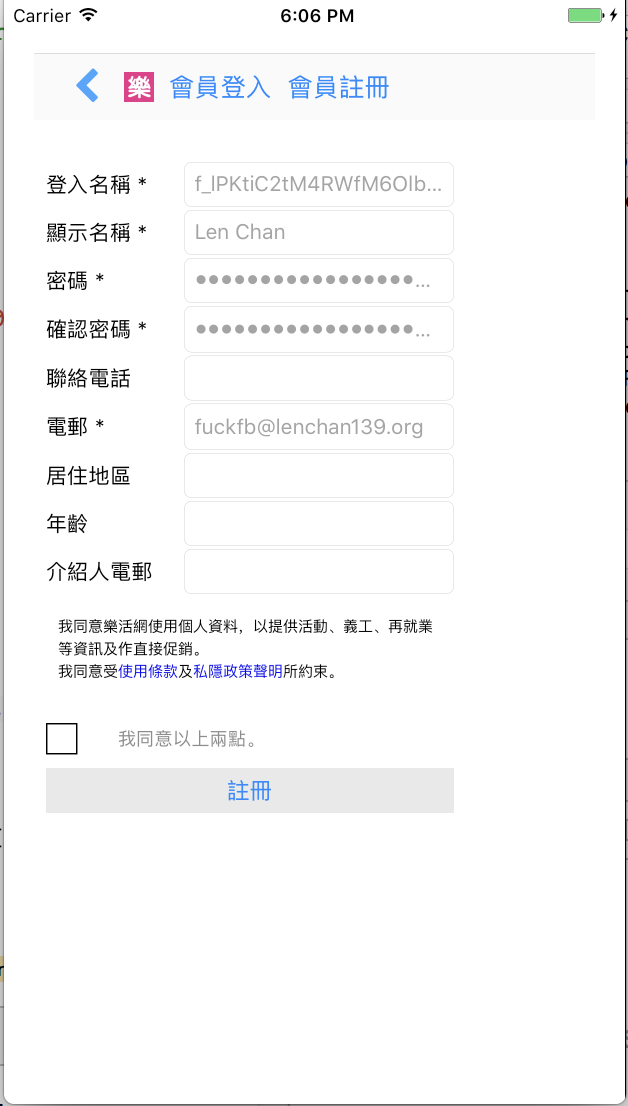 Carrier 6:06 PM
樂 會員登入 會員註冊
登入名稱 * f_lPKtiC2tM4RWfM6Olb...
顯示名稱 * Len Chan
密碼 * ●●●●●●●●●●●●●●●●●...
確認密碼 * ●●●●●●●●●●●●●●●●●...
聯絡電話
電郵 * fuckfb@lenchan139.org
居住地區
年齡
介紹人電郵
我同意樂活網使用個人資料，以提供活動、義工、再就業
等資訊及作直接促銷。
我同意受使用條款及私隱政策聲明所約束。
我同意以上兩點。
註冊